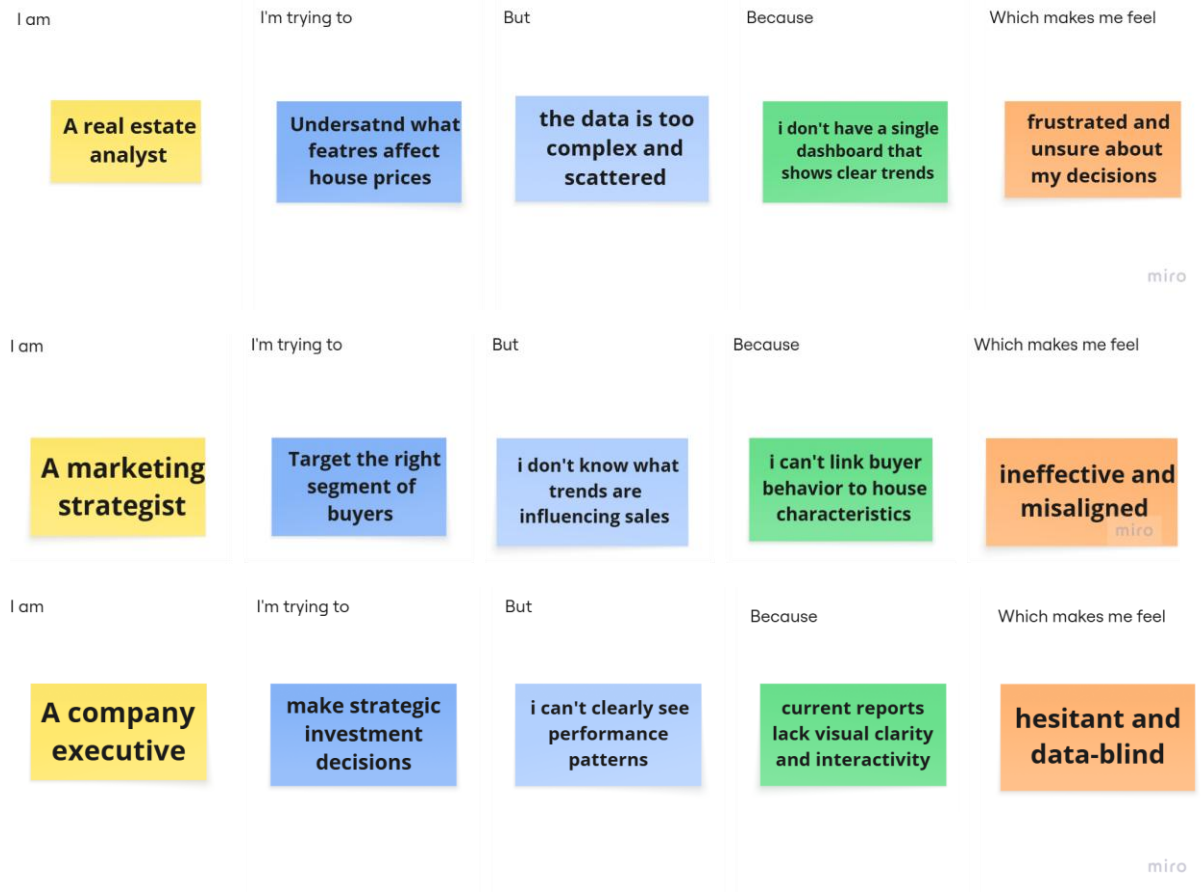 I am
I'm trying to
But
Because
Which makes me feel
A real estate
analyst
Undersatnd what
featres affect
house prices
the data is too
complex and
scattered
i don't have a single
dashboard that
shows clear trends
frustrated and
unsure about
my decisions
miro
I am
I'm trying to
But
Because
Which makes me feel
A marketing
strategist
Target the right
segment of
buyers
i don't know what
trends are
influencing sales
i can't link buyer
behavior to house
characteristics
ineffective and
misaligned
miro
I am
I'm trying to
But
Because
Which makes me feel
A company
executive
make strategic
investment
decisions
i can't clearly see
performance
patterns
current reports
lack visual clarity
and interactivity
hesitant and
data-blind
miro